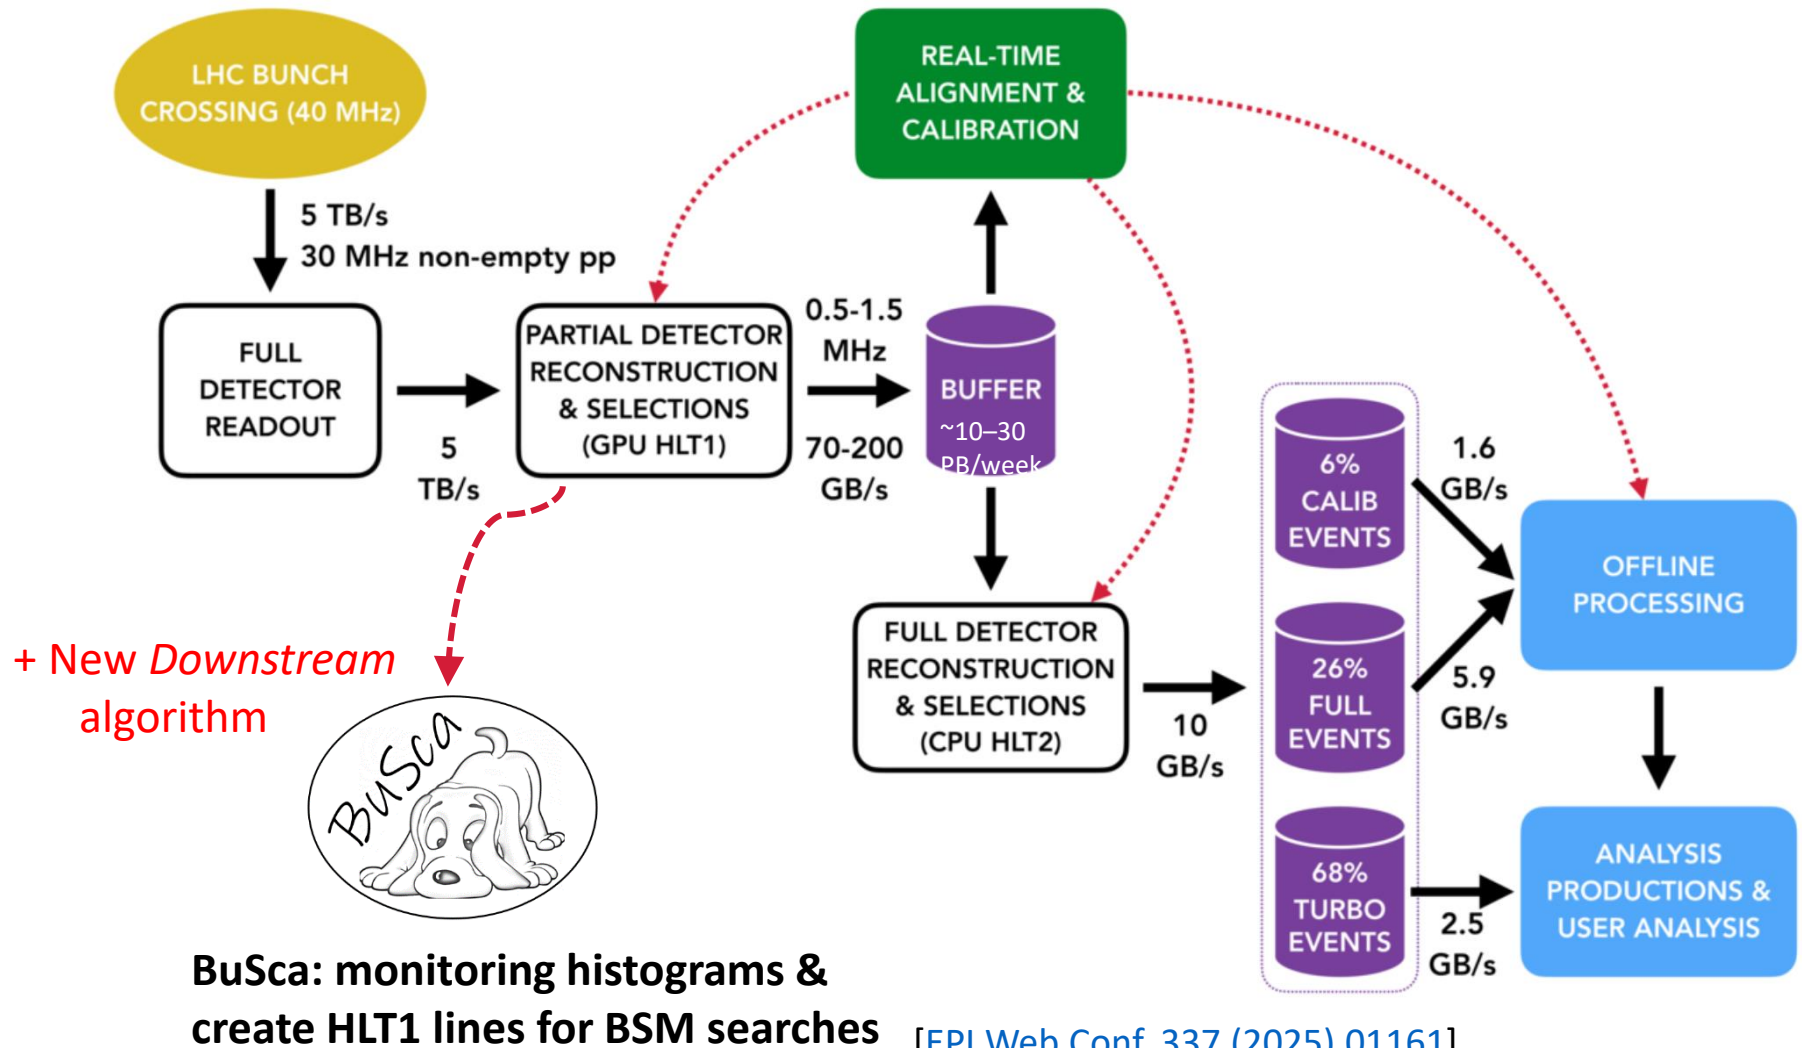 LHC BUNCH
CROSSING (40 MHz)
5 TB/s
30 MHz non-empty pp
REAL-TIME
ALIGNMENT &
CALIBRATION
FULL
DETECTOR
READOUT
5
TB/s
PARTIAL DETECTOR
RECONSTRUCTION
& SELECTIONS
(GPU HLT1)
0.5-1.5
MHz
70-200
GB/s
BUFFER
~10–30
PB/week
FULL DETECTOR
RECONSTRUCTION
& SELECTIONS
(CPU HLT2)
10
GB/s
6%
CALIB
EVENTS
1.6
GB/s
26%
FULL
EVENTS
5.9
GB/s
68%
TURBO
EVENTS
2.5
GB/s
OFFLINE
PROCESSING
ANALYSIS
PRODUCTIONS &
USER ANALYSIS
+ New Downstream
algorithm
BuSca
BuSca: monitoring histograms &
create HLT1 lines for BSM searches
[EPJ Web Conf. 337 (2025) 01161]